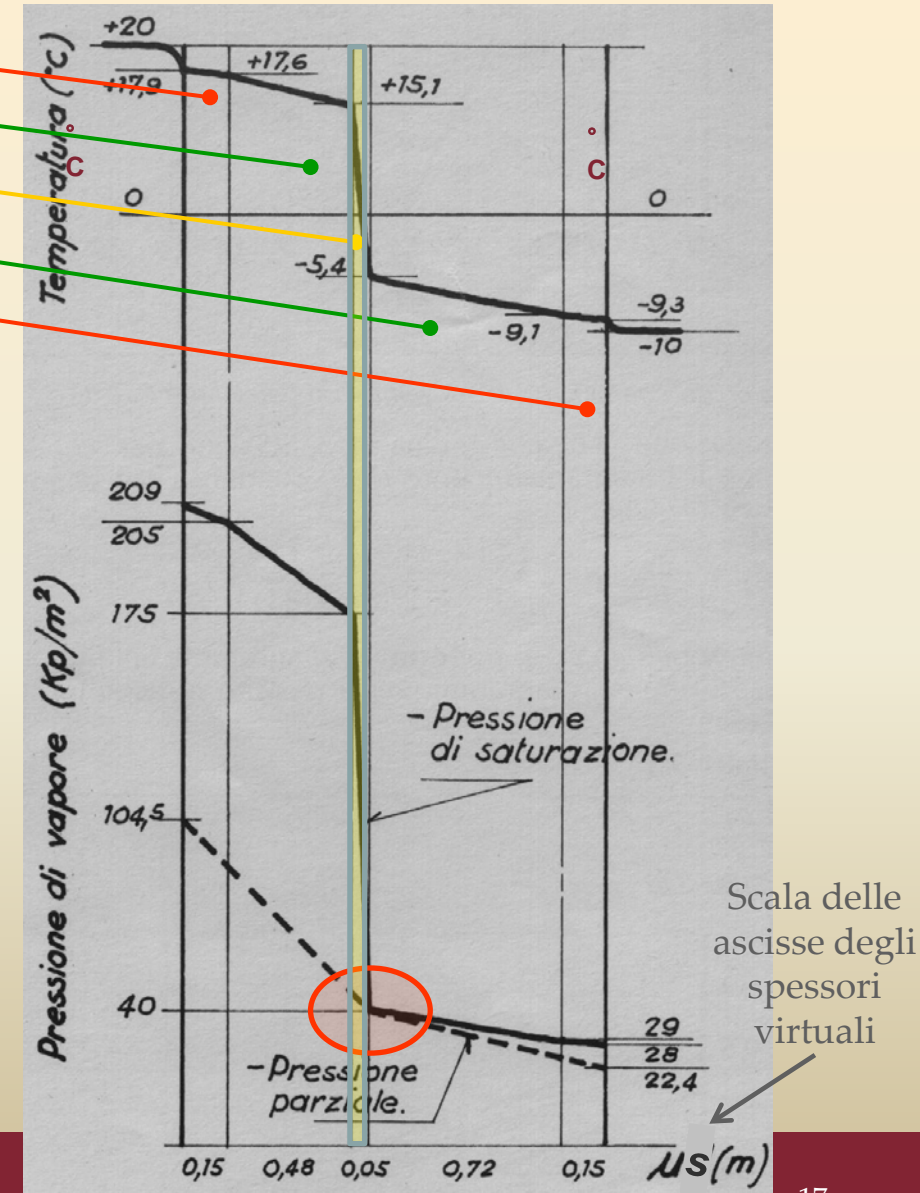 +20
+17,9
+17,6
+15,1
Temperatura (°C)
°
C
°
C
0
0
-5,4
-9,1
-9,3
-10
209
205
175
Pressione di vapore (Kp/m²)
- Pressione
di saturazione.
104,5
40
- Pressione
parziale.
29
28
22,4
Scala delle
ascisse degli
spessori
virtuali
0,15 0,48 0,05 0,72 0,15 μs(m)
17